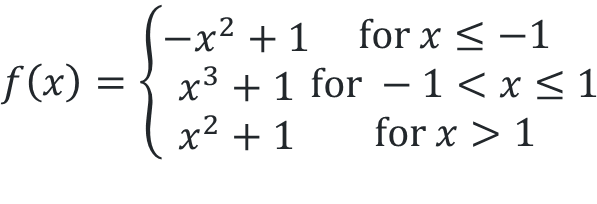 f(x) = { −x² + 1 for x ≤ −1
x³ + 1 for − 1 < x ≤ 1
x² + 1 for x > 1